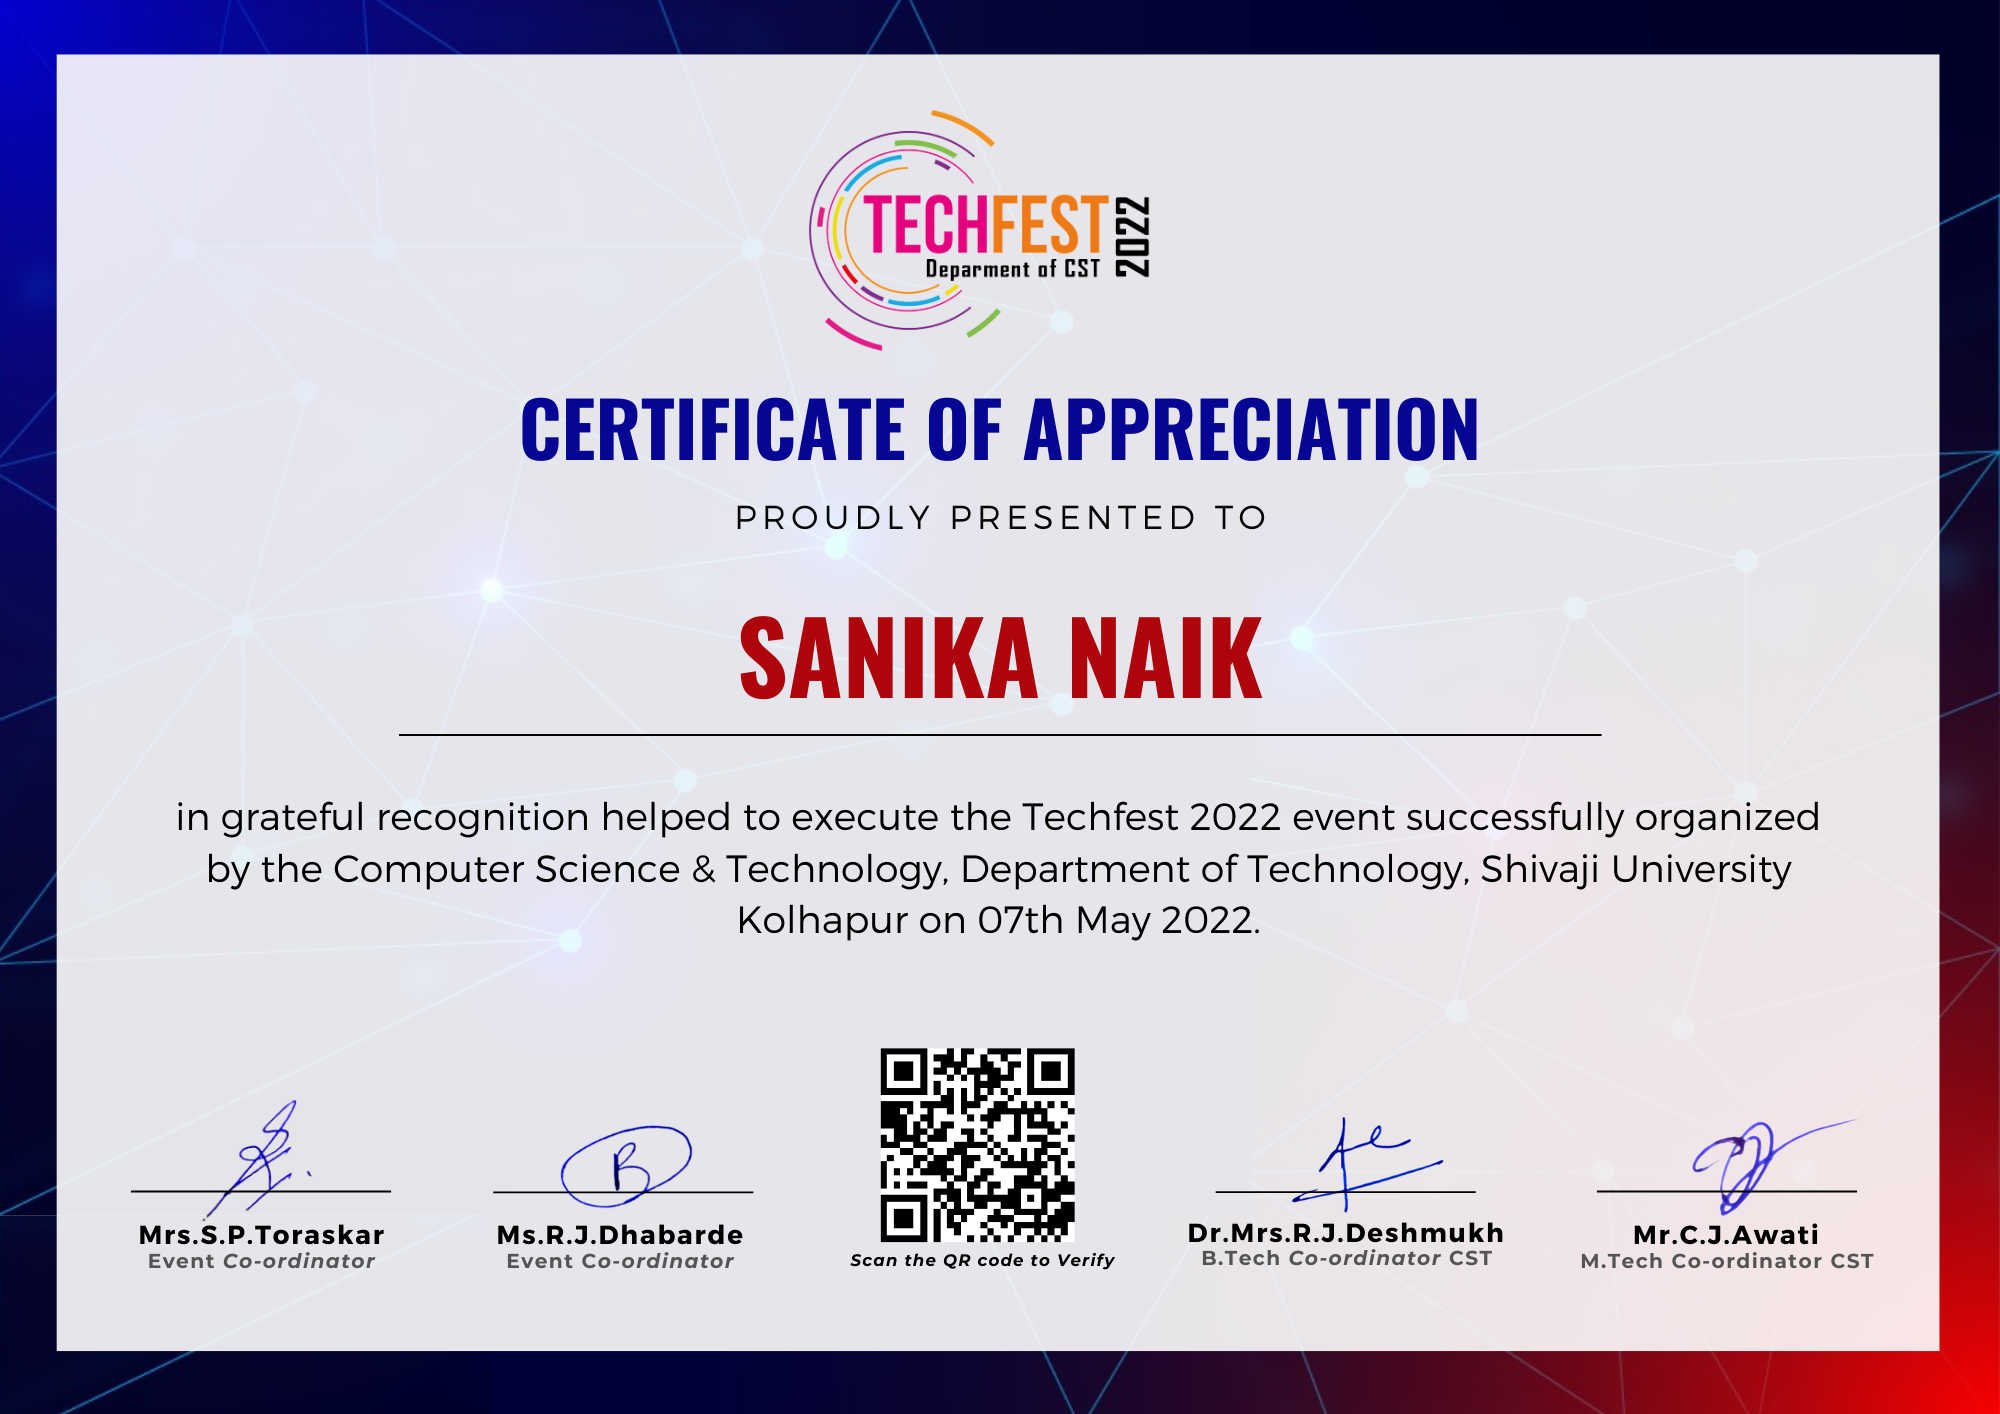 TECHFEST 2022
Deparment of CST
CERTIFICATE OF APPRECIATION
PROUDLY PRESENTED TO
SANIKA NAIK
in grateful recognition helped to execute the Techfest 2022 event successfully organized
by the Computer Science & Technology, Department of Technology, Shivaji University
Kolhapur on 07th May 2022.
B
Mrs.S.P.Toraskar
Event Co-ordinator
Ms.R.J.Dhabarde
Event Co-ordinator
Scan the QR code to Verify
Dr.Mrs.R.J.Deshmukh
B.Tech Co-ordinator CST
Mr.C.J.Awati
M.Tech Co-ordinator CST